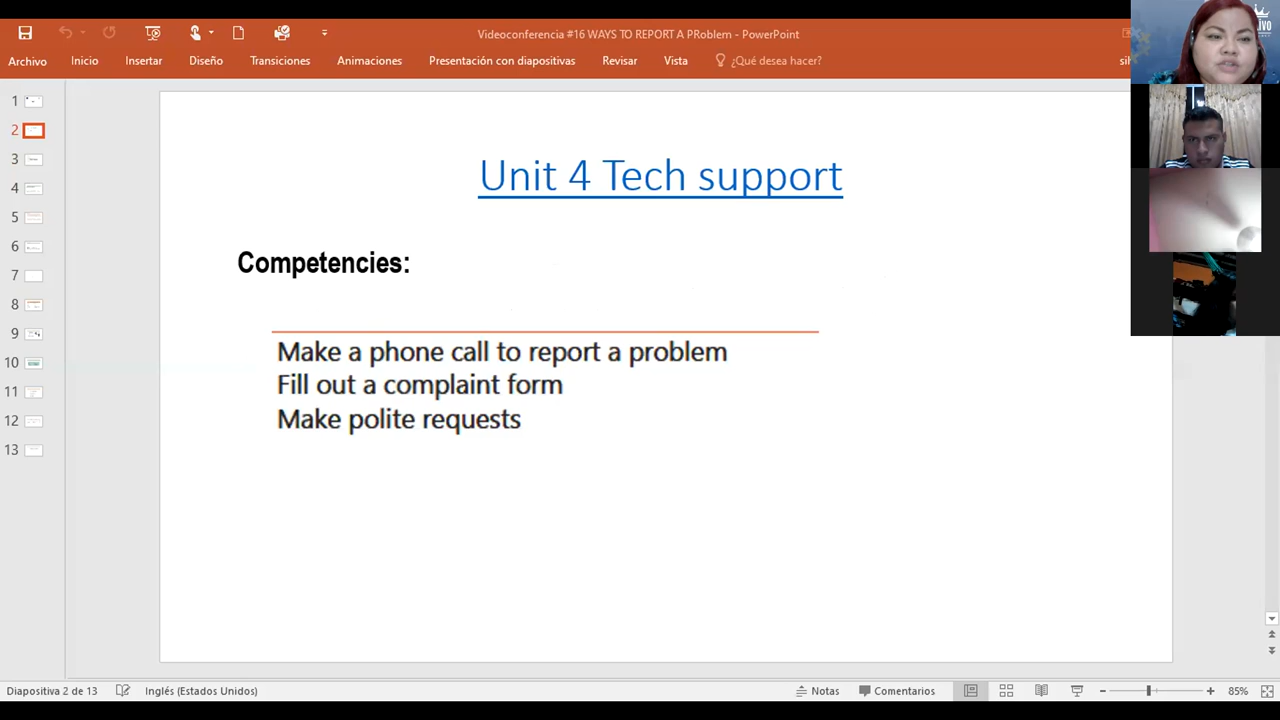 Videoconferencia #16 WAYS TO REPORT A PRoblem - PowerPoint
Archivo Inicio Insertar Diseño Transiciones Animaciones Presentación con diapositivas Revisar Vista ¿Qué desea hacer?
1
2
3
4
5
6
7
8
9
10
11
12
13
Unit 4 Tech support
Competencies:
Make a phone call to report a problem
Fill out a complaint form
Make polite requests
Diapositiva 2 de 13 Inglés (Estados Unidos) Notas Comentarios 85%